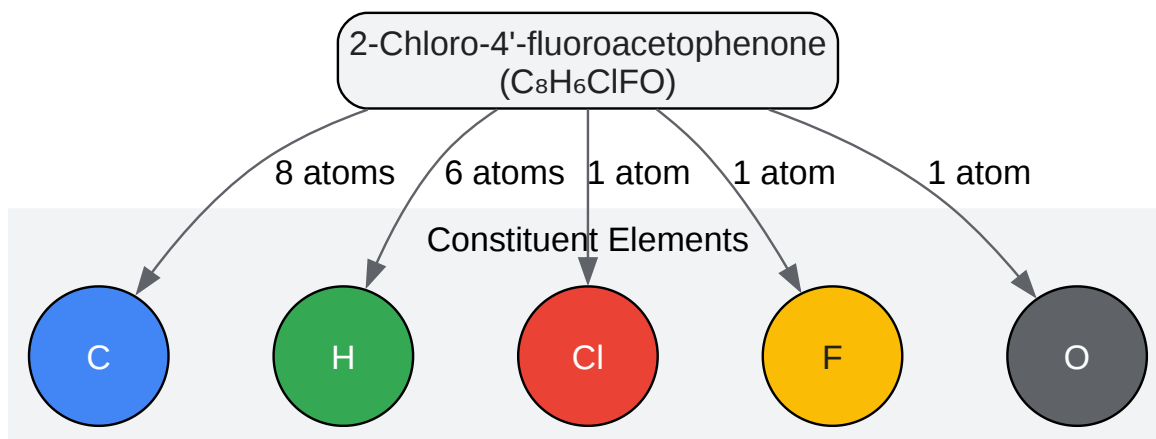 2-Chloro-4'-fluoroacetophenone
(C₈H₆ClFO)
8 atoms
6 atoms
1 atom
1 atom
1 atom
Constituent Elements
C
H
Cl
F
O